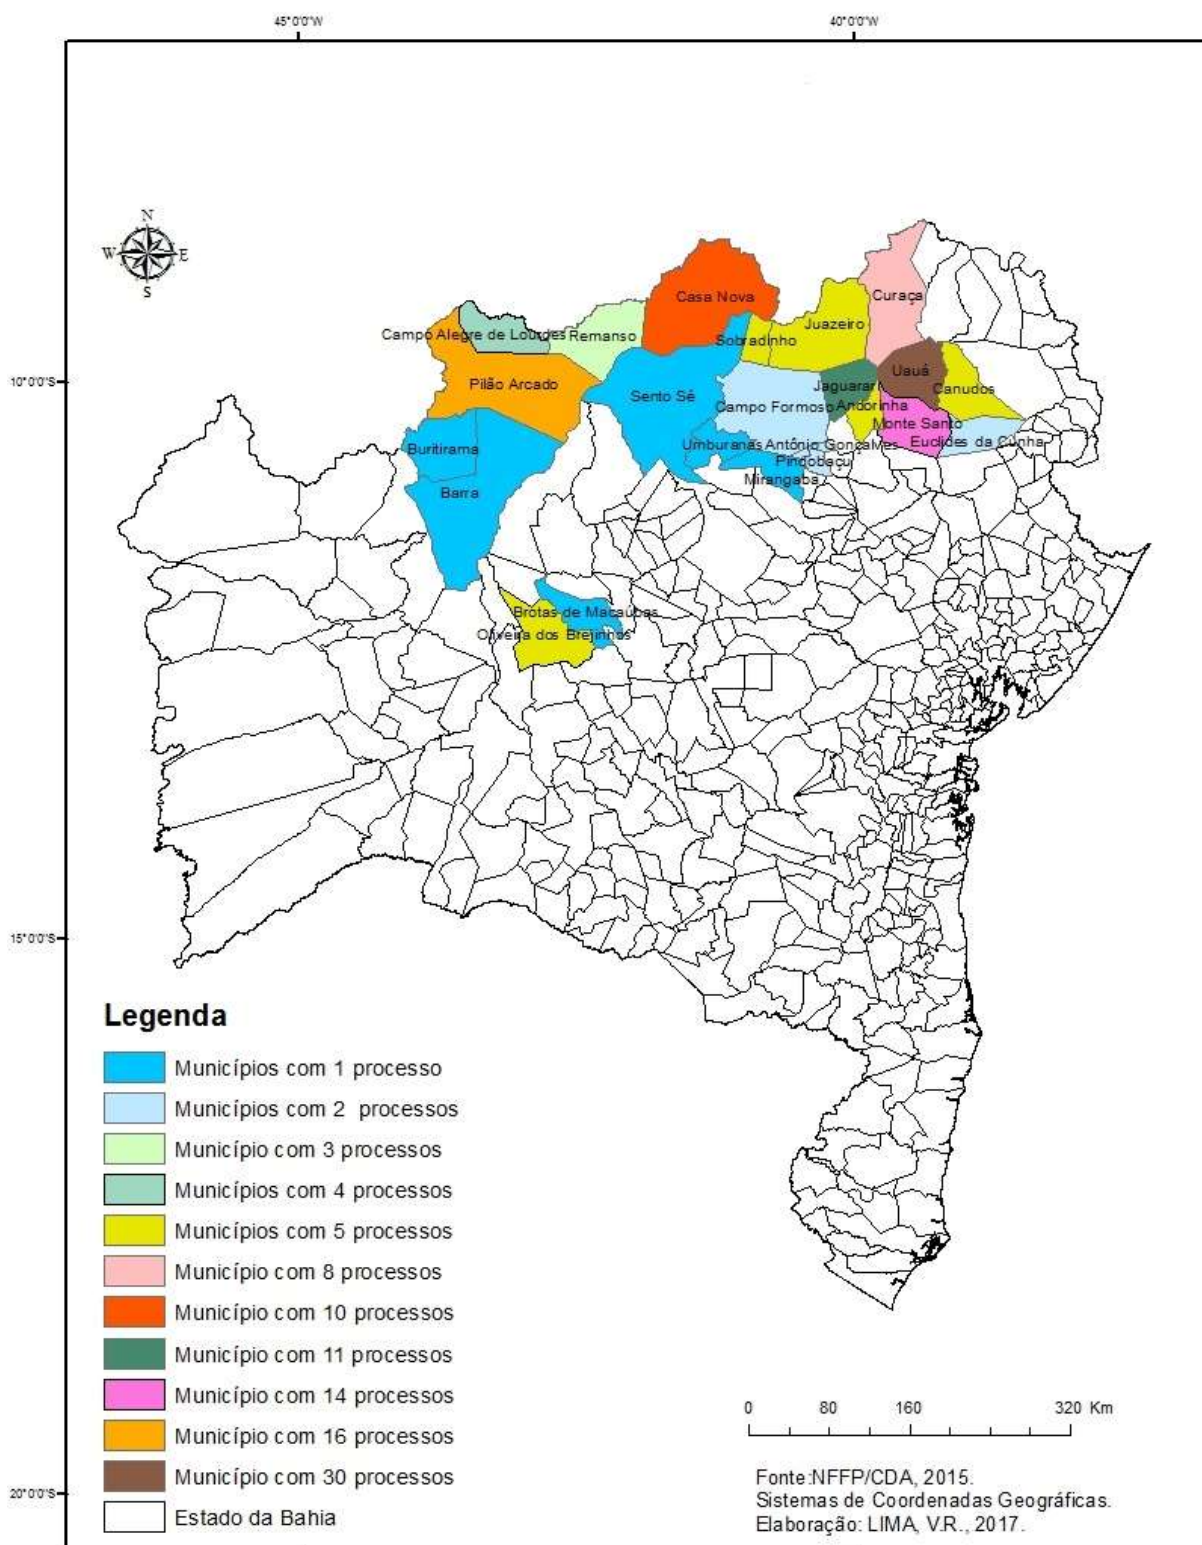 45°0'0"W
40°0'0"W
N
W
E
S
Curaça
Casa Nova
Juazeiro
Campo Alegre de Lourdes
Remanso
Sobradinho
Uauá
10°0'0"S
Pilão Arcado
Jaguarari
Canudos
Sento Sé
Campo Formoso
Andorinha
Monte Santo
Buritirama
Umburanas
Antônio Gonçalves
Euclides da Cunha
Pindobaçu
Mirangaba
Barra
Brotas de Macaúbas
Oliveira dos Brejinhos
15°0'0"S
Legenda
Municípios com 1 processo
Municípios com 2 processos
Município com 3 processos
Municípios com 4 processos
Municípios com 5 processos
Município com 8 processos
Município com 10 processos
Município com 11 processos
Município com 14 processos
Município com 16 processos
Município com 30 processos
Estado da Bahia
0 80 160 320 Km
Fonte:NFFP/CDA, 2015.
Sistemas de Coordenadas Geográficas.
Elaboração: LIMA, V.R., 2017.
20°0'0"S